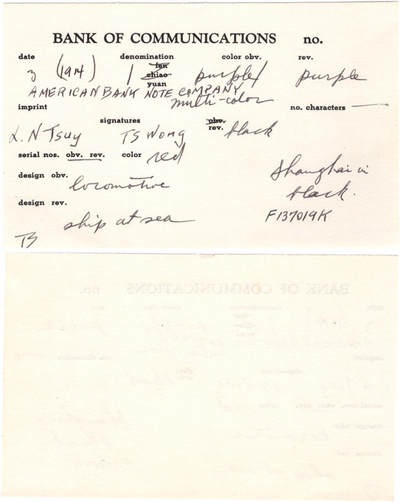 BANK OF COMMUNICATIONS no.
date denomination color obv. rev.
fen
3 (1914) 1 chiao purple/ purple
yuan
AMERICAN BANK NOTE COMPANY multi-color
imprint no. characters —
signatures obv.
L. N Tsuy TS Wong rev. black
serial nos. obv. rev. color red
design obv. Shanghai in
locomotive black.
design rev.
ship at sea F137019K
TS